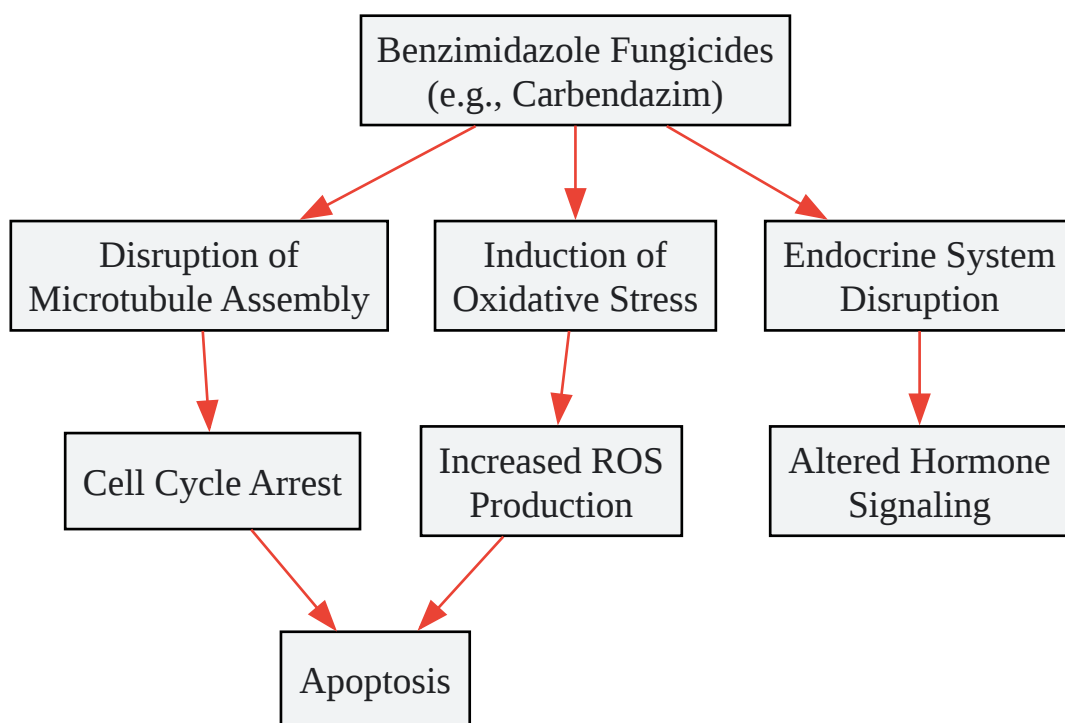 Benzimidazole Fungicides
(e.g., Carbendazim)
Disruption of
Microtubule Assembly
Induction of
Oxidative Stress
Endocrine System
Disruption
Cell Cycle Arrest
Increased ROS
Production
Altered Hormone
Signaling
Apoptosis